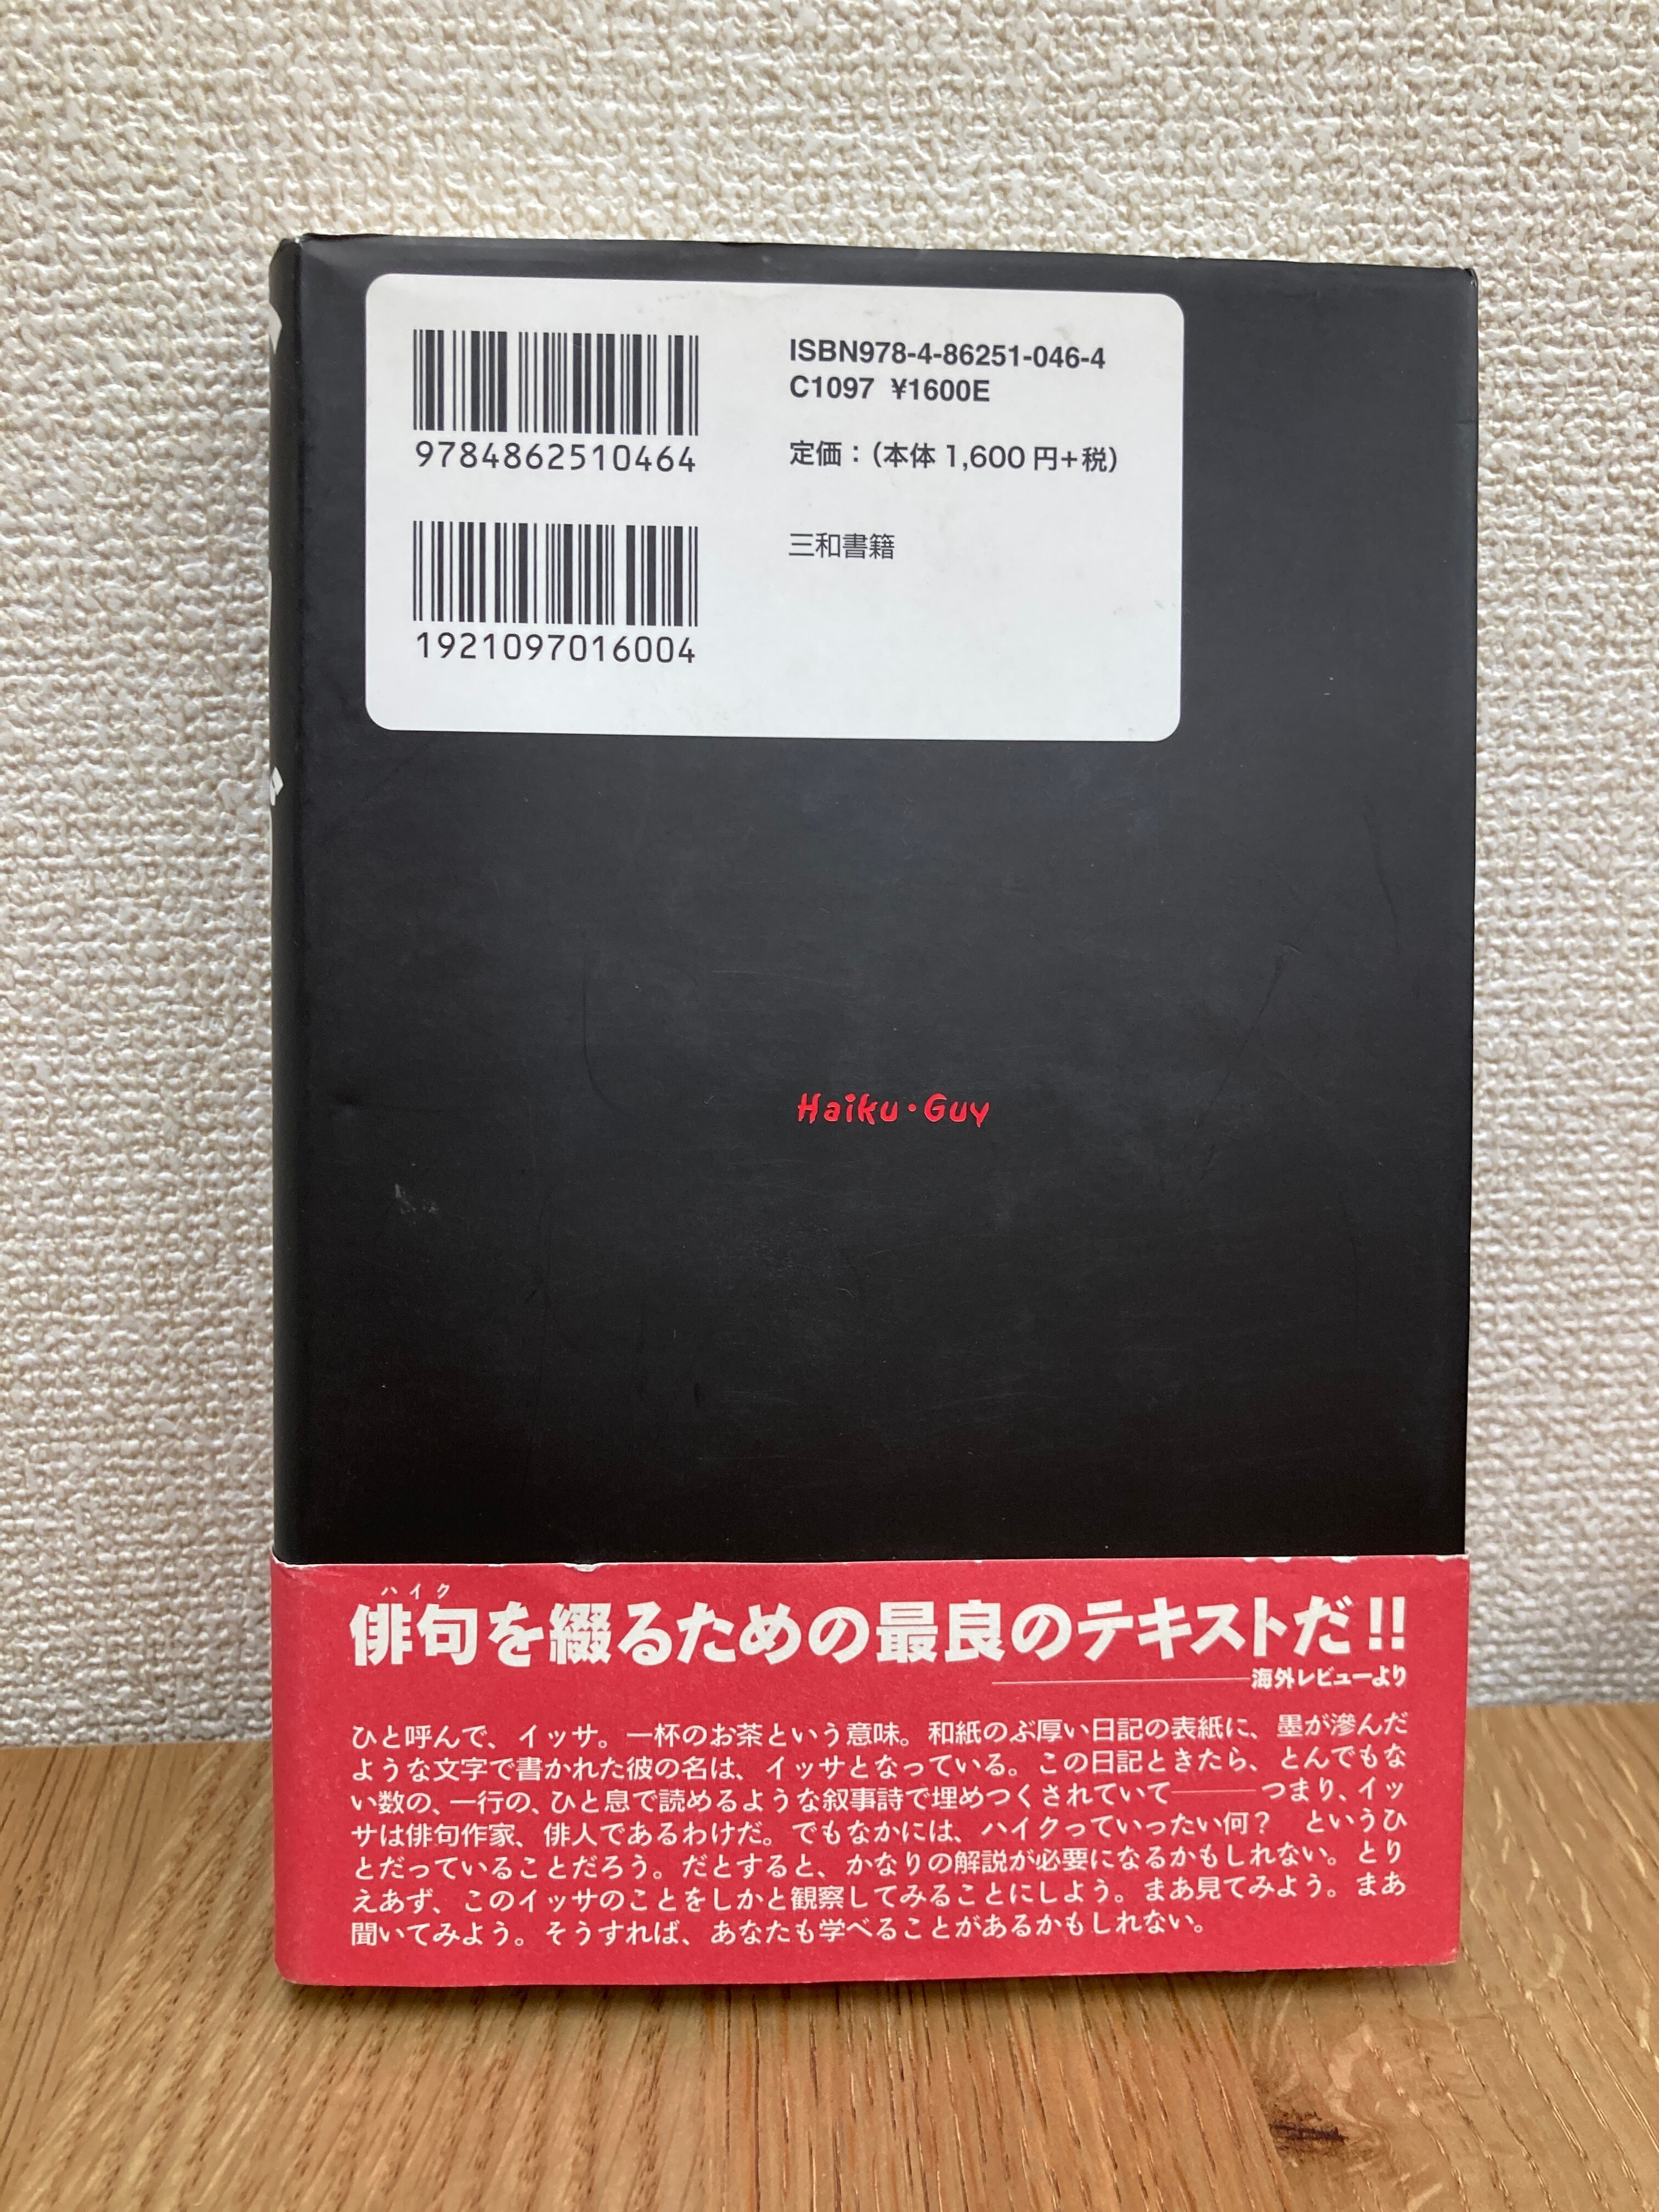 9784862510464
1921097016004
ISBN978-4-86251-046-4
C1097 ¥1600E
定価：（本体 1,600 円＋税）
三和書籍
Haiku・Guy
ハイク
俳句を綴るための最良のテキストだ!!
―海外レビューより
ひと呼んで、イッサ。一杯のお茶という意味。和紙のぶ厚い日記の表紙に、墨が滲んだ
ような文字で書かれた彼の名は、イッサとなっている。この日記ときたら、とんでもな
い数の、一行の、ひと息で読めるような叙事詩で埋めつくされていて――つまり、イッ
サは俳句作家、俳人であるわけだ。でもなかには、ハイクっていったい何？　というひ
とだっていることだろう。だとすると、かなりの解説が必要になるかもしれない。とり
えあず、このイッサのことをしかと観察してみることにしよう。まあ見てみよう。まあ
聞いてみよう。そうすれば、あなたも学べることがあるかもしれない。